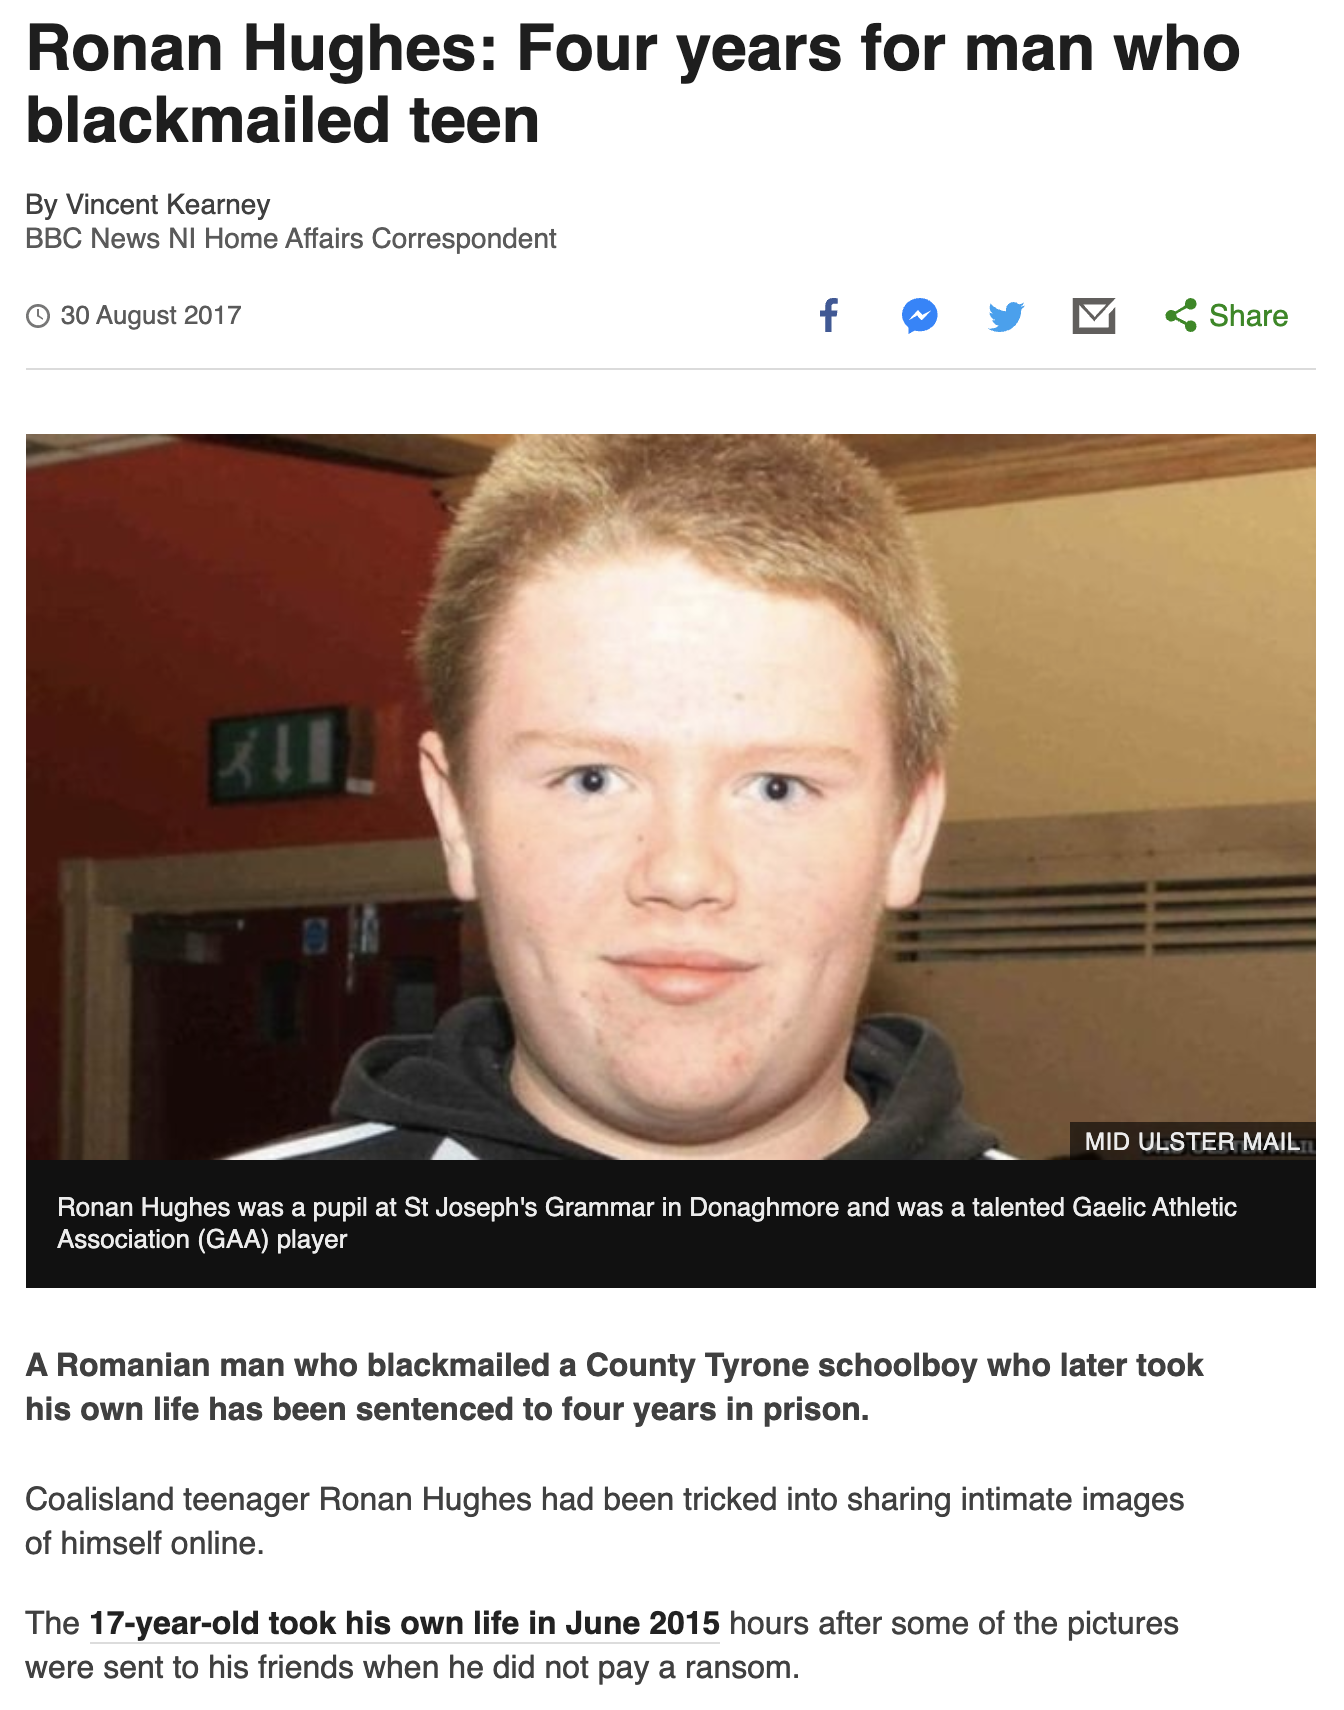 Ronan Hughes: Four years for man who
blackmailed teen
By Vincent Kearney
BBC News NI Home Affairs Correspondent
30 August 2017
Share
MID ULSTER MAIL
Ronan Hughes was a pupil at St Joseph's Grammar in Donaghmore and was a talented Gaelic Athletic
Association (GAA) player
A Romanian man who blackmailed a County Tyrone schoolboy who later took
his own life has been sentenced to four years in prison.
Coalisland teenager Ronan Hughes had been tricked into sharing intimate images
of himself online.
The 17-year-old took his own life in June 2015 hours after some of the pictures
were sent to his friends when he did not pay a ransom.